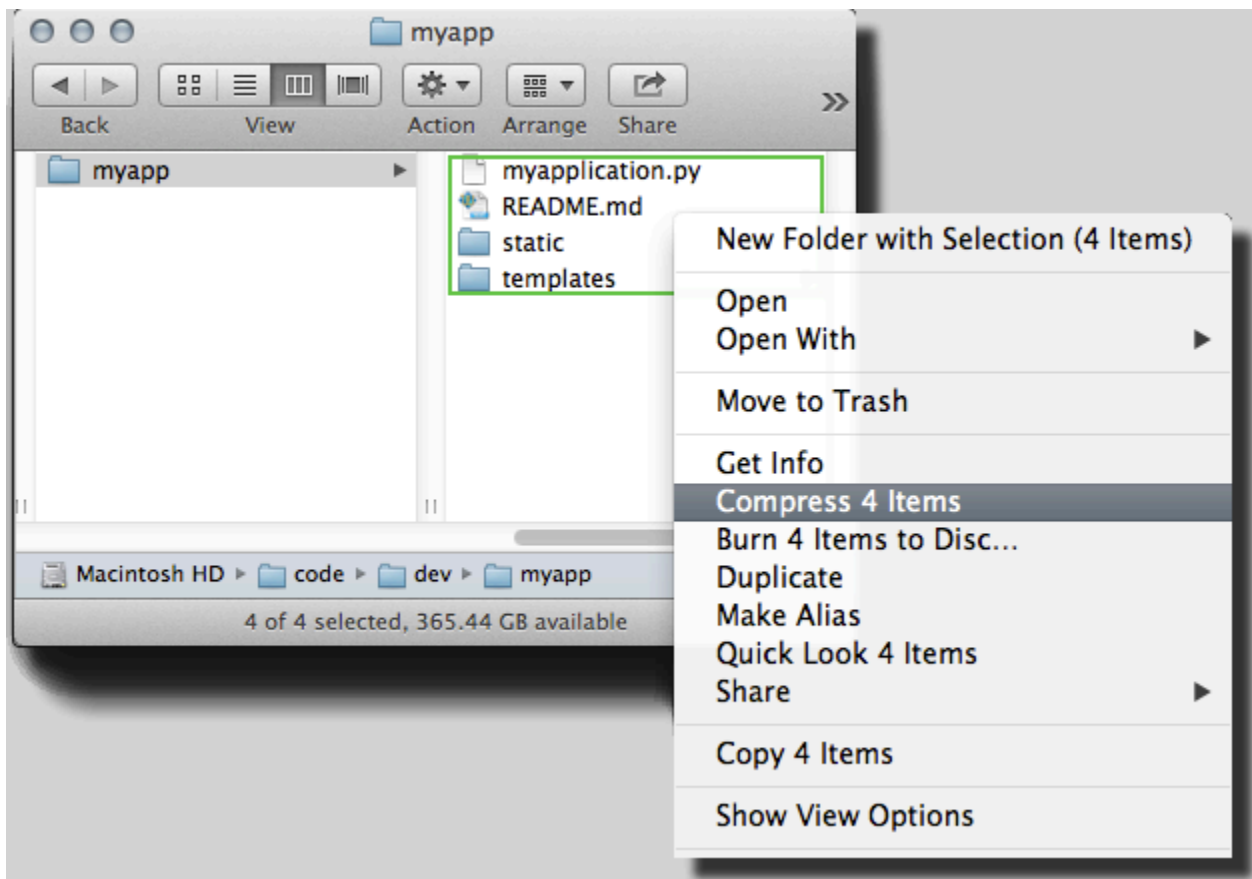 myapp
Back View Action Arrange Share
myapp
myapplication.py
README.md
static
templates
Macintosh HD code dev myapp
4 of 4 selected, 365.44 GB available
New Folder with Selection (4 Items)
Open
Open With
Move to Trash
Get Info
Compress 4 Items
Burn 4 Items to Disc...
Duplicate
Make Alias
Quick Look 4 Items
Share
Copy 4 Items
Show View Options